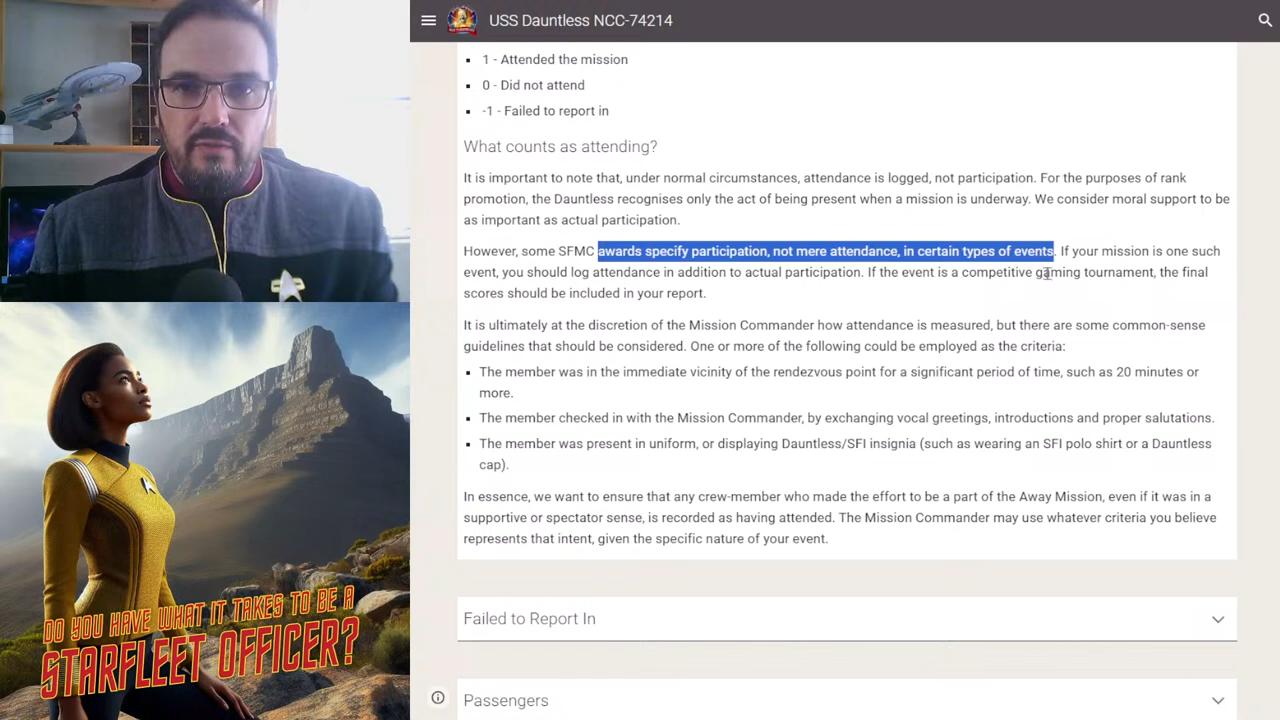 USS Dauntless NCC-74214
1 - Attended the mission
0 - Did not attend
-1 - Failed to report in
What counts as attending?
It is important to note that, under normal circumstances, attendance is logged, not participation. For the purposes of rank
promotion, the Dauntless recognises only the act of being present when a mission is underway. We consider moral support to be
as important as actual participation.
However, some SFMC awards specify participation, not mere attendance, in certain types of events. If your mission is one such
event, you should log attendance in addition to actual participation. If the event is a competitive gaming tournament, the final
scores should be included in your report.
It is ultimately at the discretion of the Mission Commander how attendance is measured, but there are some common-sense
guidelines that should be considered. One or more of the following could be employed as the criteria:
The member was in the immediate vicinity of the rendezvous point for a significant period of time, such as 20 minutes or
more.
The member checked in with the Mission Commander, by exchanging vocal greetings, introductions and proper salutations.
The member was present in uniform, or displaying Dauntless/SFI insignia (such as wearing an SFI polo shirt or a Dauntless
cap).
In essence, we want to ensure that any crew-member who made the effort to be a part of the Away Mission, even if it was in a
supportive or spectator sense, is recorded as having attended. The Mission Commander may use whatever criteria you believe
represents that intent, given the specific nature of your event.
Failed to Report In
Passengers
DO YOU HAVE WHAT IT TAKES TO BE A
STARFLEET OFFICER?